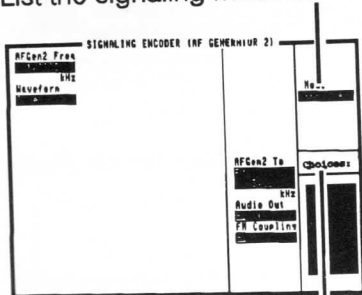 List the signaling
SIGNALING ENCODER (AF GENERNIUR 2)
AFGen2 Freq
kHz
Waveform
AFGen2 To
kHz
Audio Out
FM Coupling
Choices: